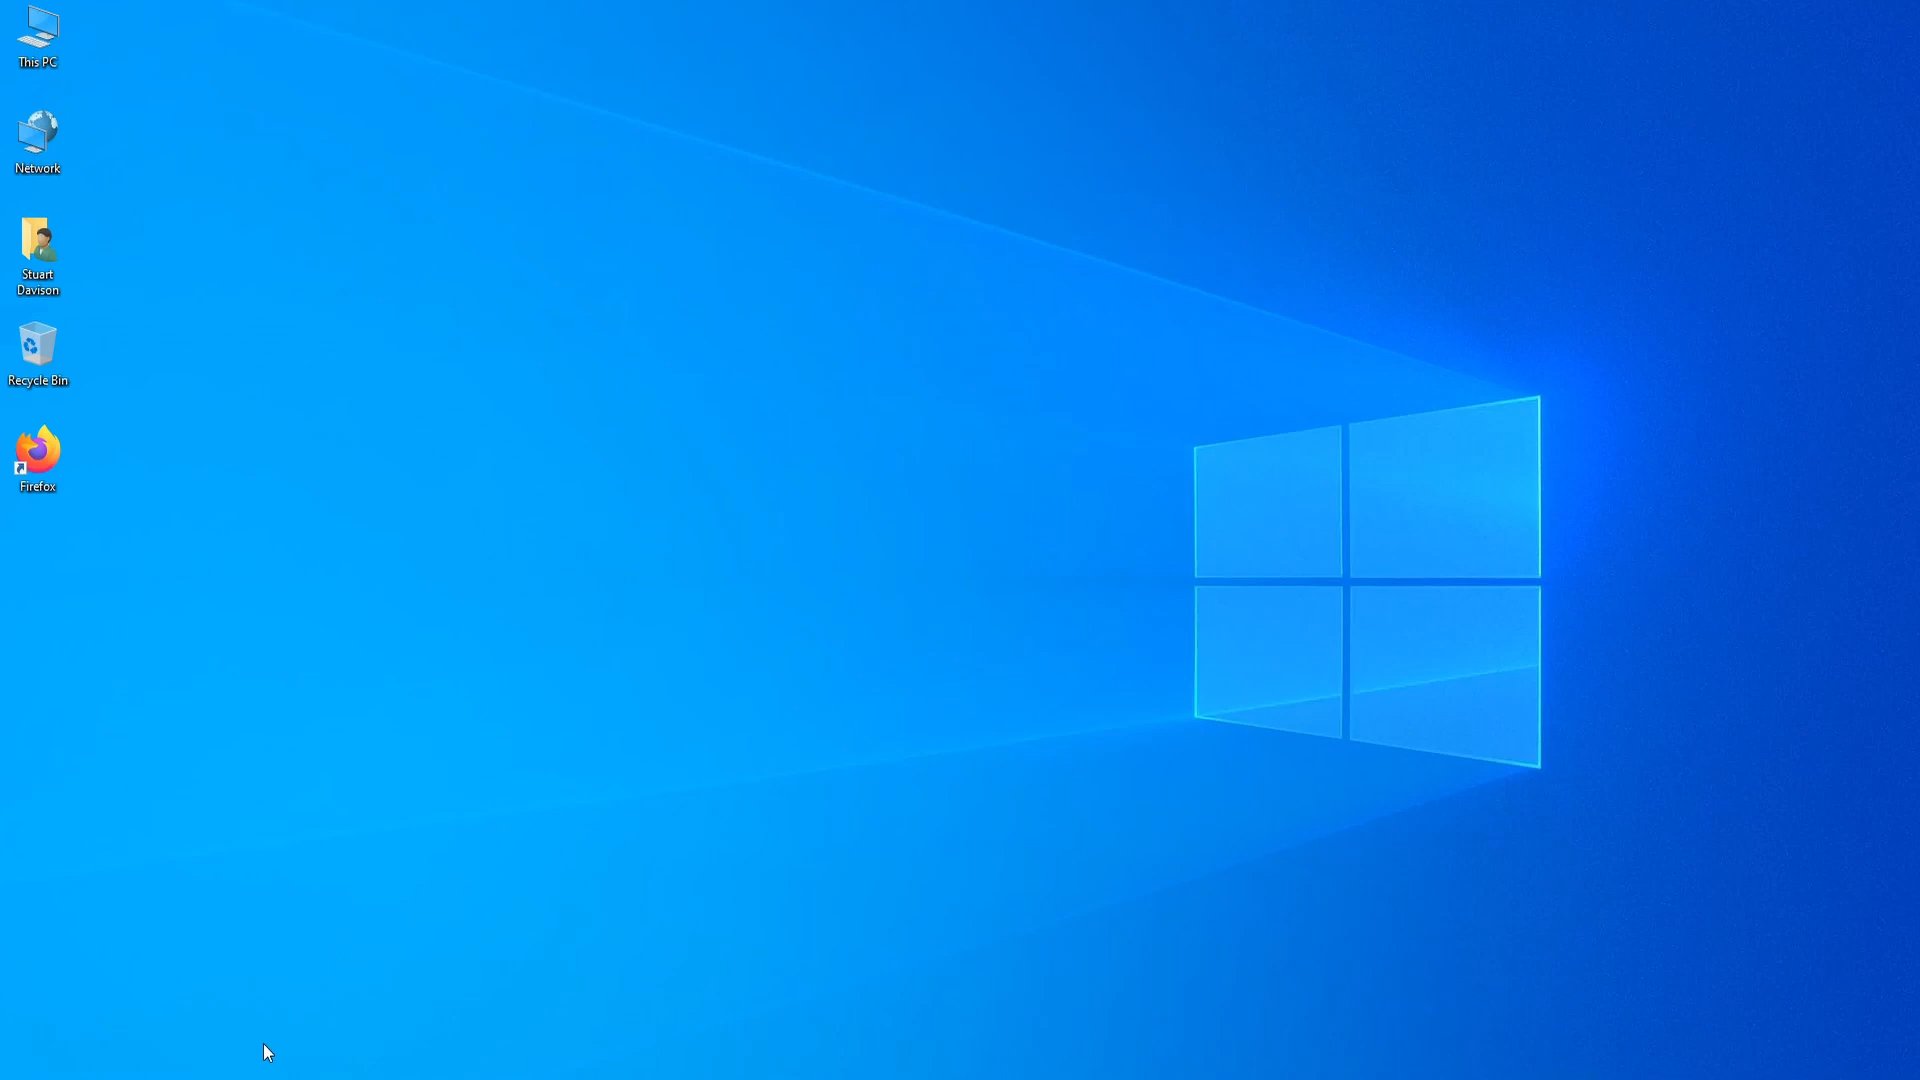 This PC
Network
Stuart
Davison
Recycle Bin
Firefox